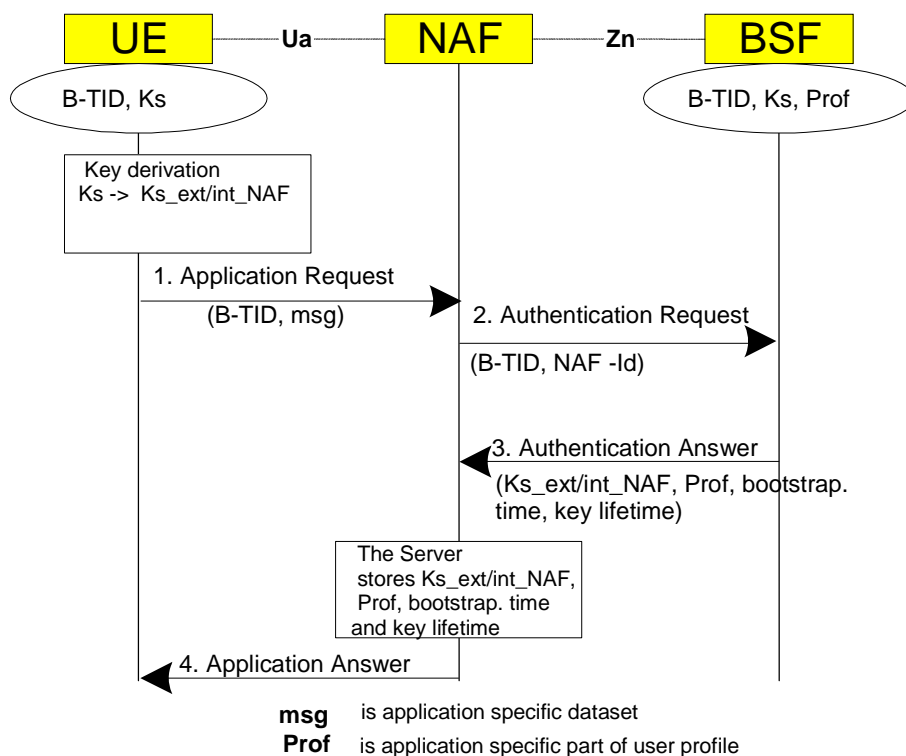 UE Ua NAF Zn BSF
B-TID, Ks
B-TID, Ks, Prof
Key derivation
Ks -> Ks_ext/int_NAF
1. Application Request
(B-TID, msg)
2. Authentication Request
(B-TID, NAF -Id)
3. Authentication Answer
(Ks_ext/int_NAF, Prof, bootstrap.
time, key lifetime)
The Server
stores Ks_ext/int_NAF,
Prof, bootstrap. time
and key lifetime
4. Application Answer
msg is application specific dataset
Prof is application specific part of user profile